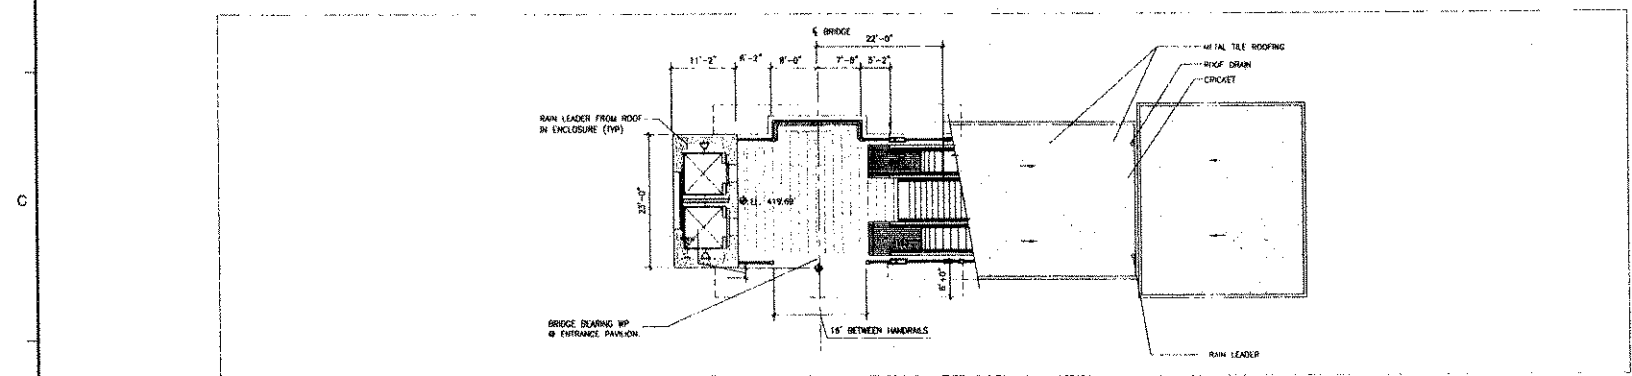 ℄ BRIDGE
22'-0"
11'-2"
6'-2"
8'-0"
7'-8"
3'-2"
METAL TILE ROOFING
ROOF DRAIN
CRICKET
RAIN LEADER FROM ROOF
IN ENCLOSURE (TYP)
C
23'-0"
EL. 419.69'
6'-0"
BRIDGE BEARING WP
@ ENTRANCE PAVILION.
16' BETWEEN HANDRAILS
RAIN LEADER